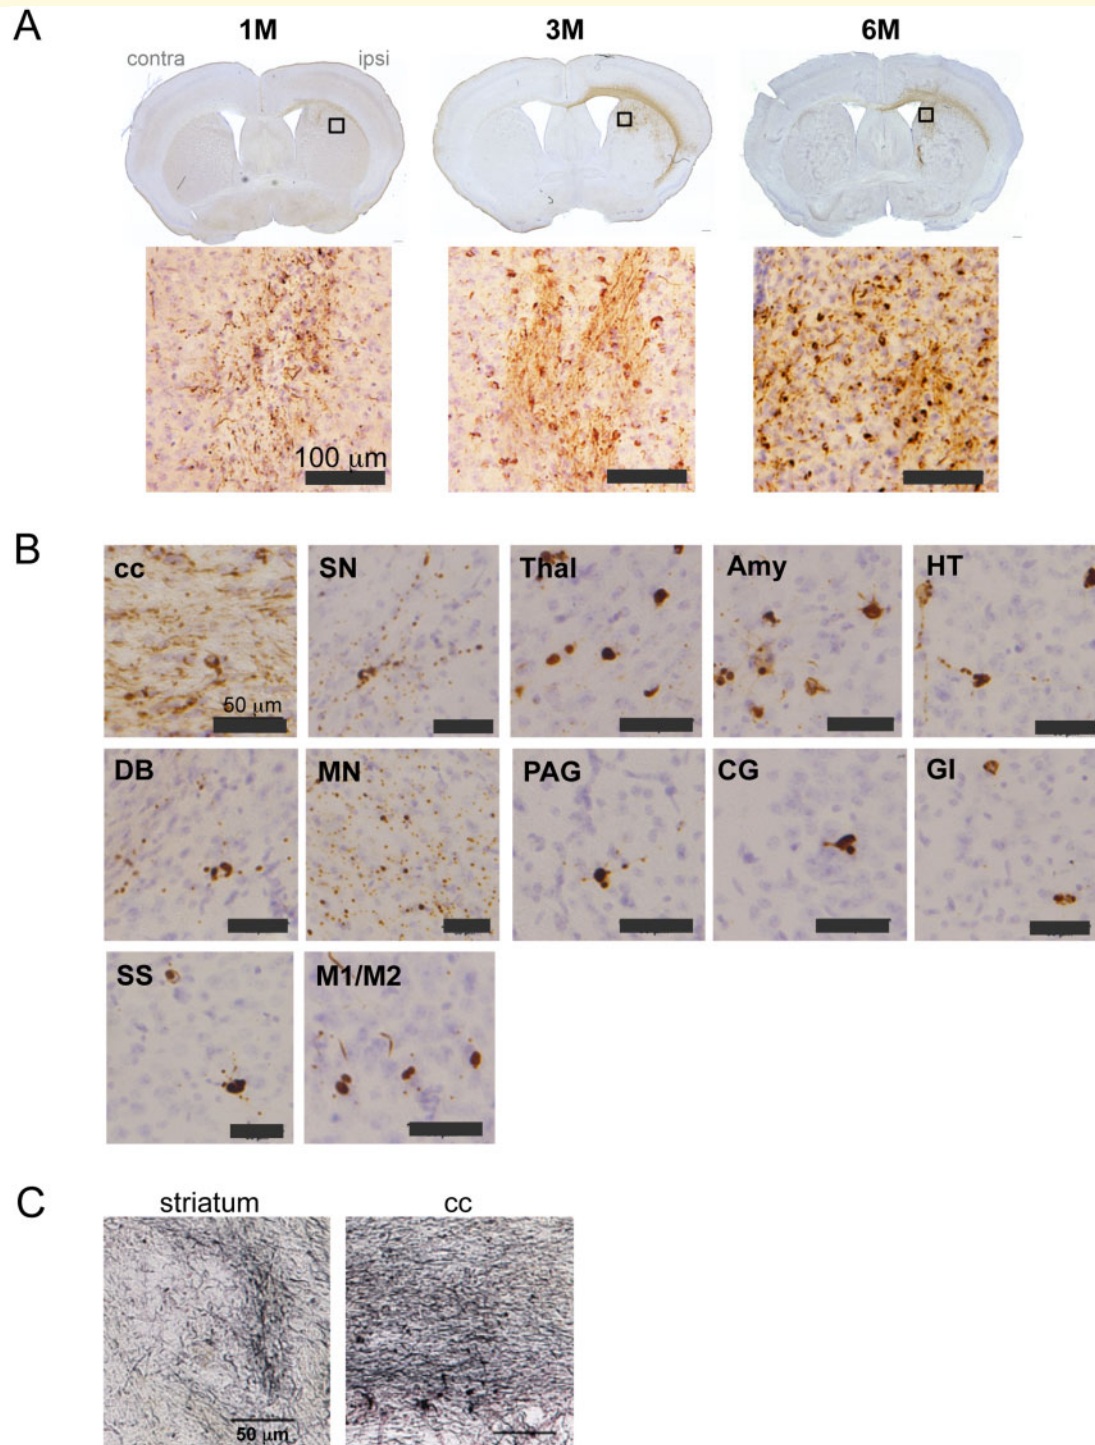 A
1M 3M 6M
contra ipsi
100 µm
B
cc SN Thal Amy HT
50 µm
DB MN PAG CG GI
SS M1/M2
C
striatum cc
50 µm